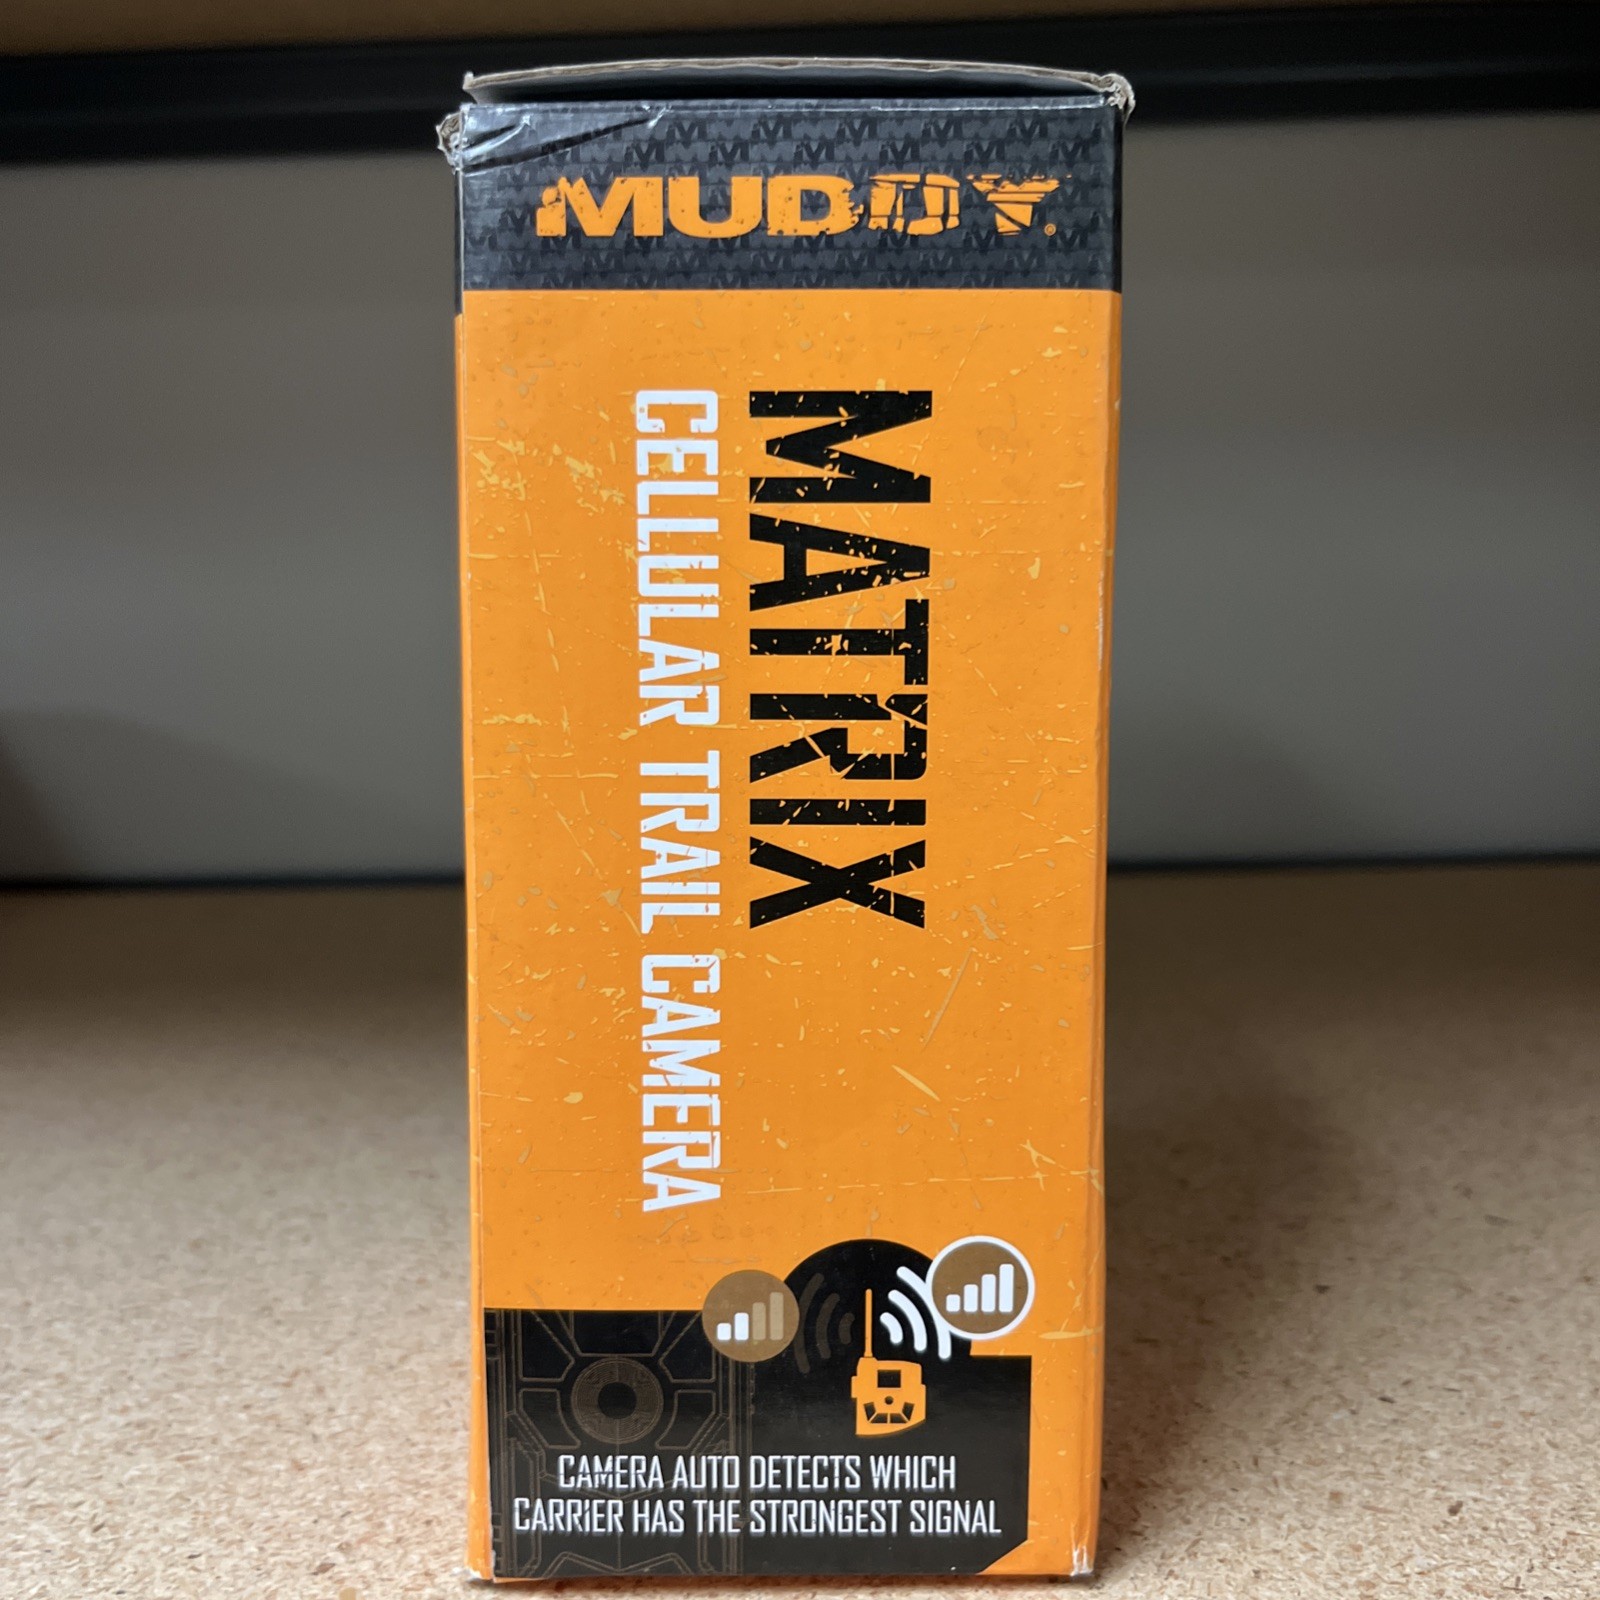 MUDDY®
MATRIX
CELLULAR TRAIL CAMERA
CAMERA AUTO DETECTS WHICH
CARRIER HAS THE STRONGEST SIGNAL